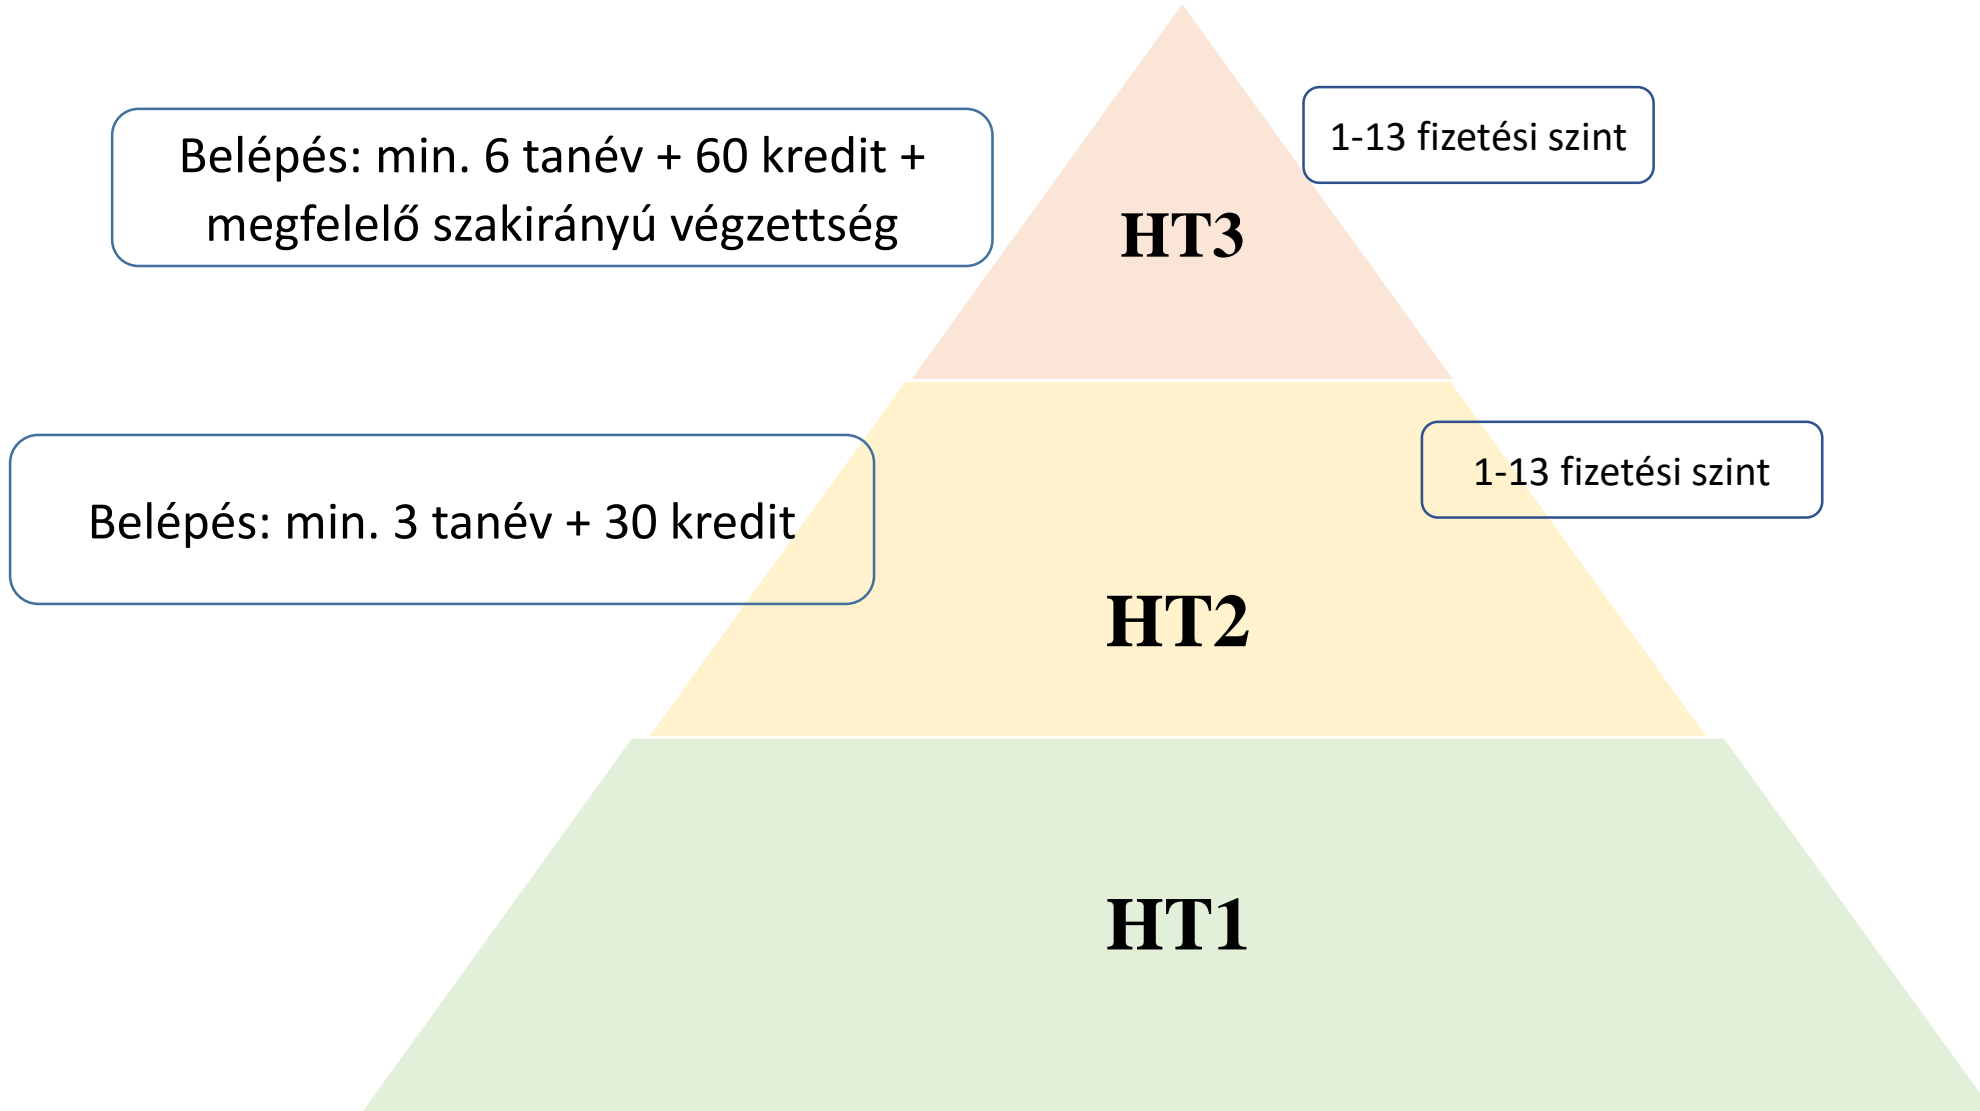 Belépés: min. 6 tanév + 60 kredit +
megfelelő szakirányú végzettség
1-13 fizetési szint
HT3
Belépés: min. 3 tanév + 30 kredit
1-13 fizetési szint
HT2
HT1